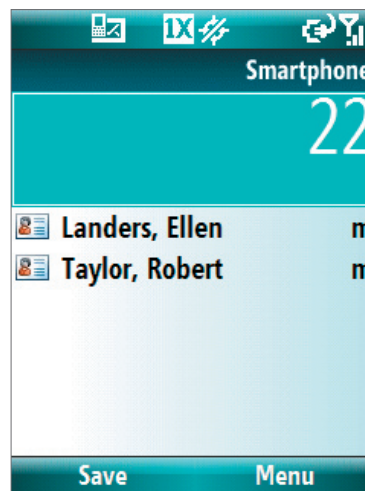 1X
Smartphone
22
Landers, Ellen m
Taylor, Robert m
Save Menu